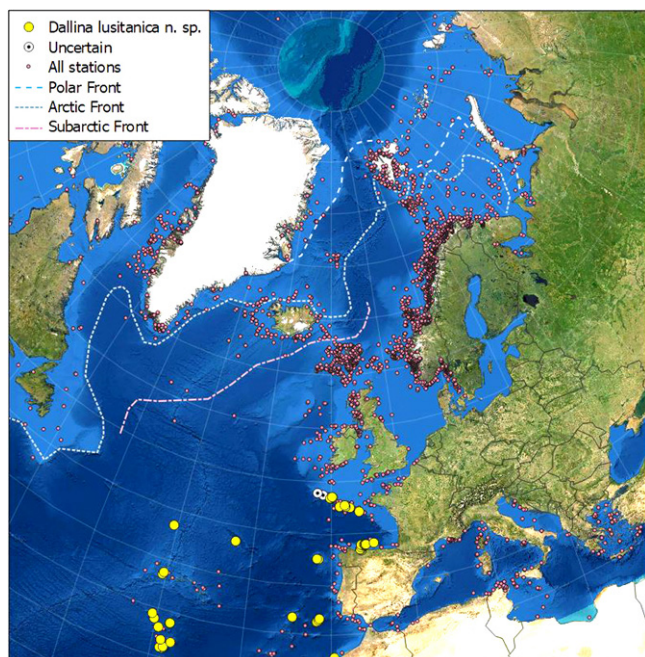 Dallina lusitanica n. sp.
Uncertain
All stations
Polar Front
Arctic Front
Subarctic Front